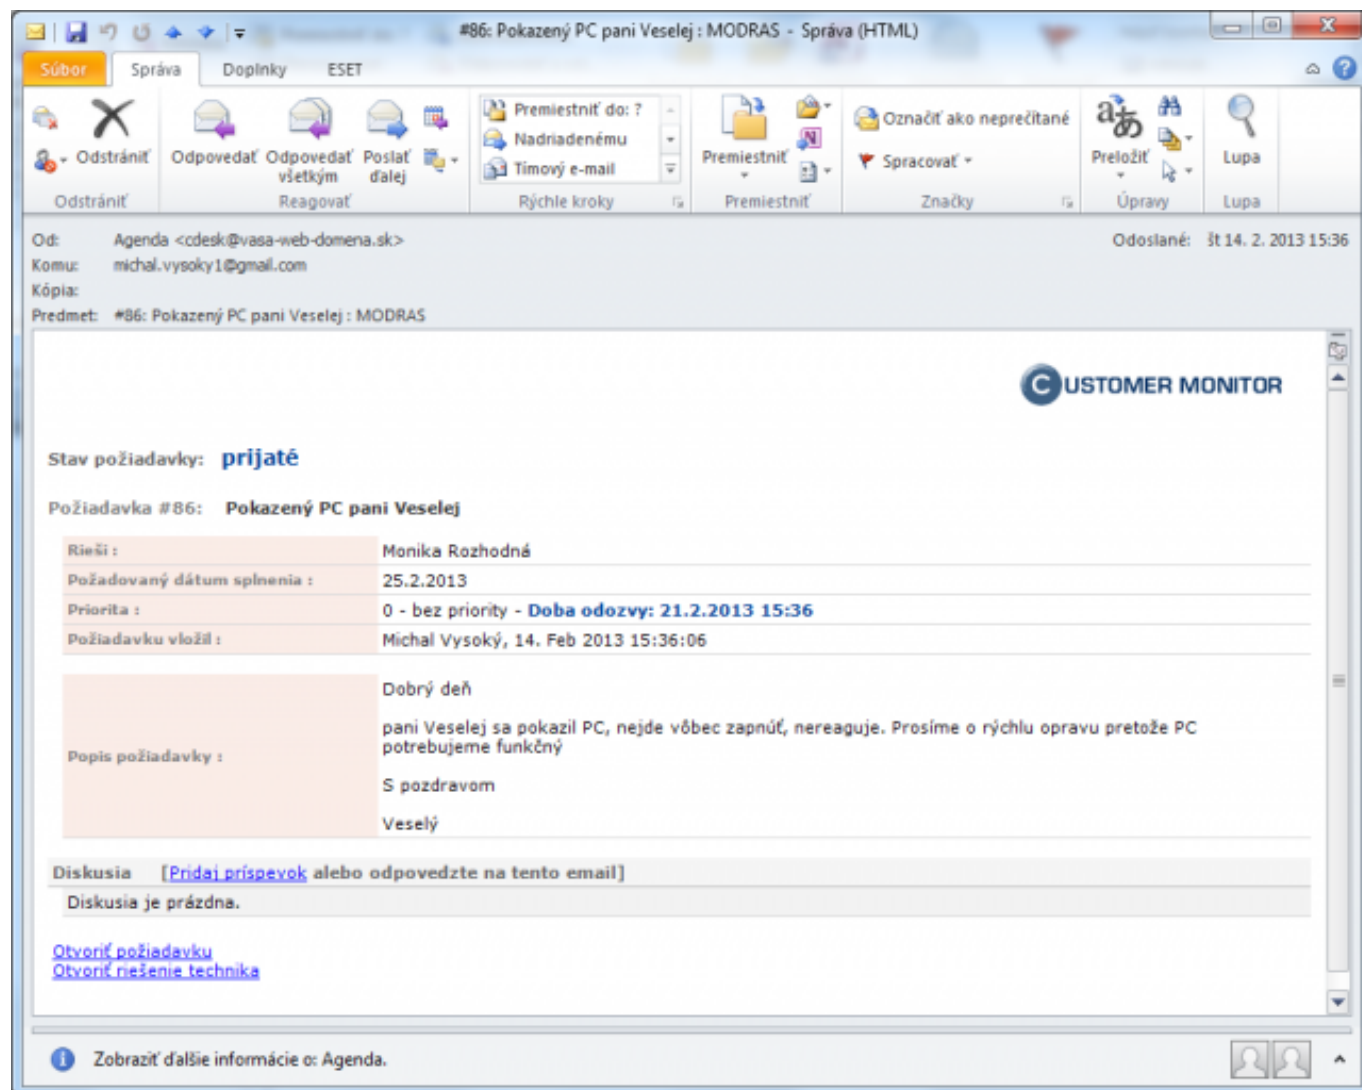 #86: Pokazený PC pani Veselej : MODRAS - Správa (HTML)
Súbor Správa Doplnky ESET
Premiestniť do: ?
Nadriadenému
Tímový e-mail
Odstrániť Odpovedať Odpovedať všetkým Poslať ďalej Premiestniť Označiť ako neprečítané Spracovať Preložiť Lupa
Odstrániť Reagovať Rýchle kroky Premiestniť Značky Úpravy Lupa
Od: Agenda <cdesk@vasa-web-domena.sk> Odoslané: št 14. 2. 2013 15:36
Komu: michal.vysoky1@gmail.com
Kópia:
Predmet: #86: Pokazený PC pani Veselej : MODRAS
CUSTOMER MONITOR
Stav požiadavky: prijaté
Požiadavka #86: Pokazený PC pani Veselej
Rieši : Monika Rozhodná
Požadovaný dátum splnenia : 25.2.2013
Priorita : 0 - bez priority - Doba odozvy: 21.2.2013 15:36
Požiadavku vložil : Michal Vysoký, 14. Feb 2013 15:36:06
Popis požiadavky :
Dobrý deň
pani Veselej sa pokazil PC, nejde vôbec zapnúť, nereaguje. Prosíme o rýchlu opravu pretože PC
potrebujeme funkčný
S pozdravom
Veselý
Diskusia [Pridaj príspevok alebo odpovedzte na tento email]
Diskusia je prázdna.
Otvoriť požiadavku
Otvoriť riešenie technika
Zobraziť ďalšie informácie o: Agenda.